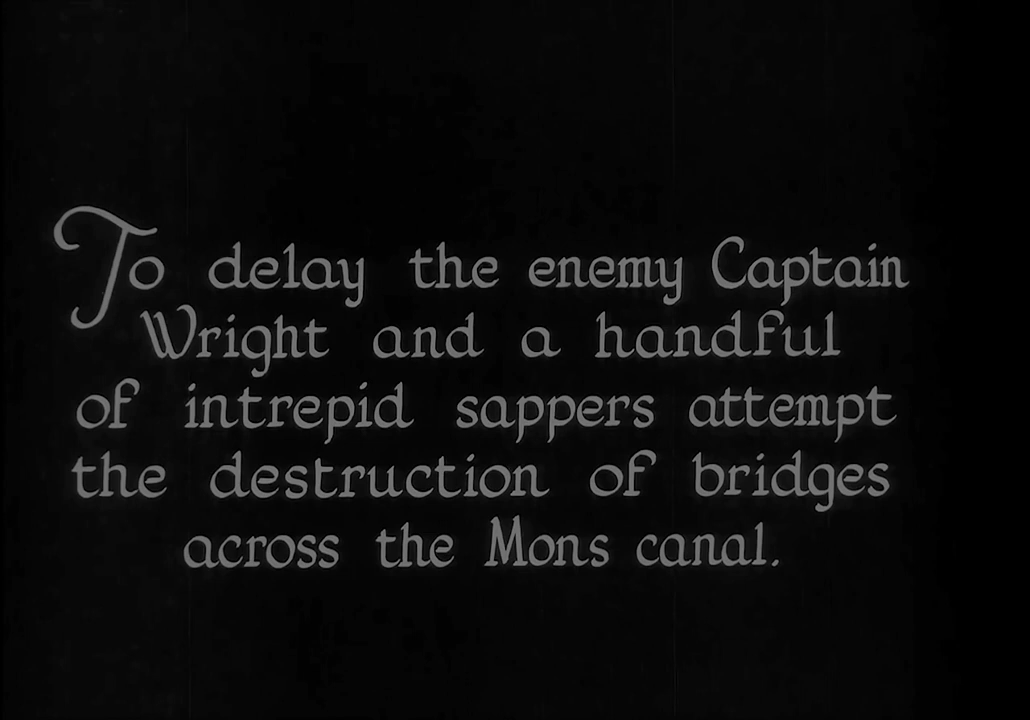 To delay the enemy Captain
Wright and a handful
of intrepid sappers attempt
the destruction of bridges
across the Mons canal.